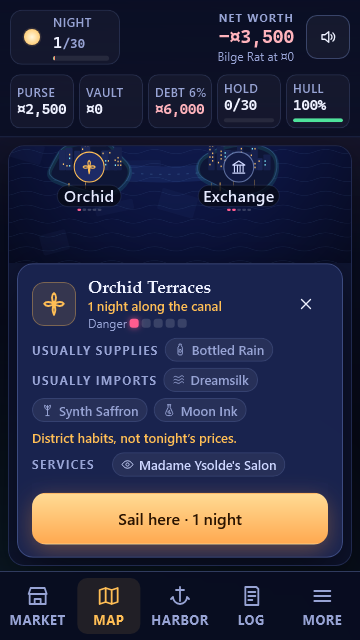 NIGHT
1/30
NET WORTH
−¤3,500
Bilge Rat at ¤0
PURSE
¤2,500
VAULT
¤0
DEBT 6%
¤6,000
HOLD
0/30
HULL
100%
Orchid
Exchange
Orchid Terraces
1 night along the canal
Danger
USUALLY SUPPLIES Bottled Rain
USUALLY IMPORTS Dreamsilk
Synth Saffron Moon Ink
District habits, not tonight's prices.
SERVICES Madame Ysolde's Salon
Sail here · 1 night
MARKET MAP HARBOR LOG MORE